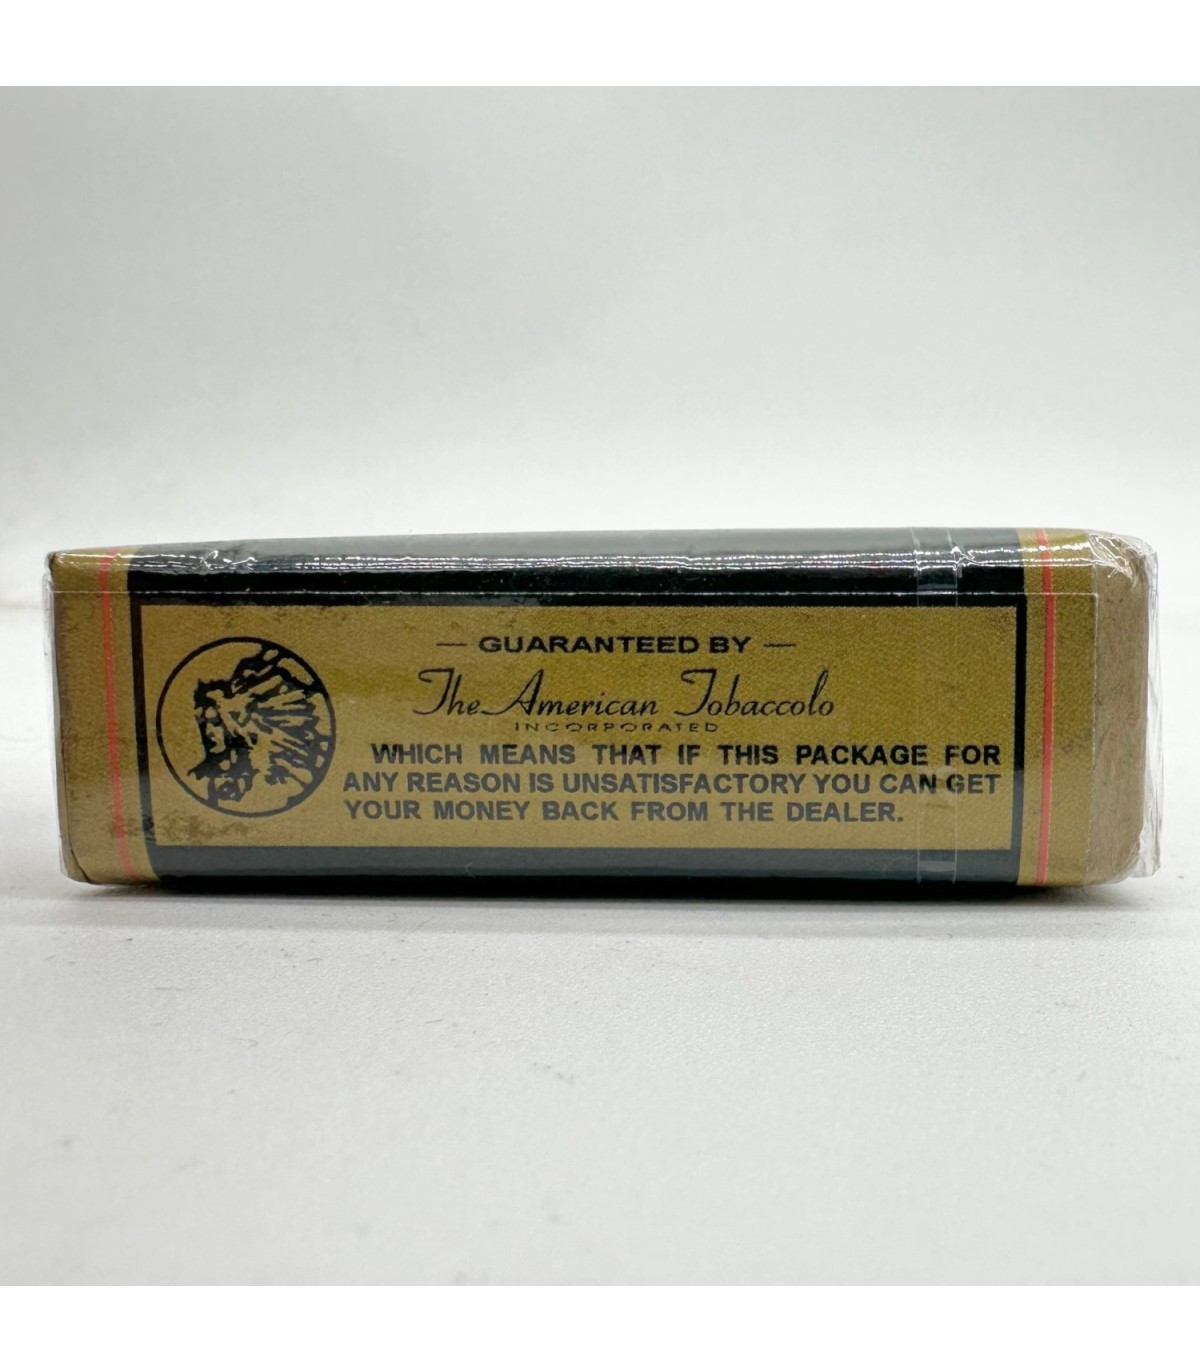 — GUARANTEED BY —
The American Tobaccolo
INCORPORATED
WHICH MEANS THAT IF THIS PACKAGE FOR
ANY REASON IS UNSATISFACTORY YOU CAN GET
YOUR MONEY BACK FROM THE DEALER.